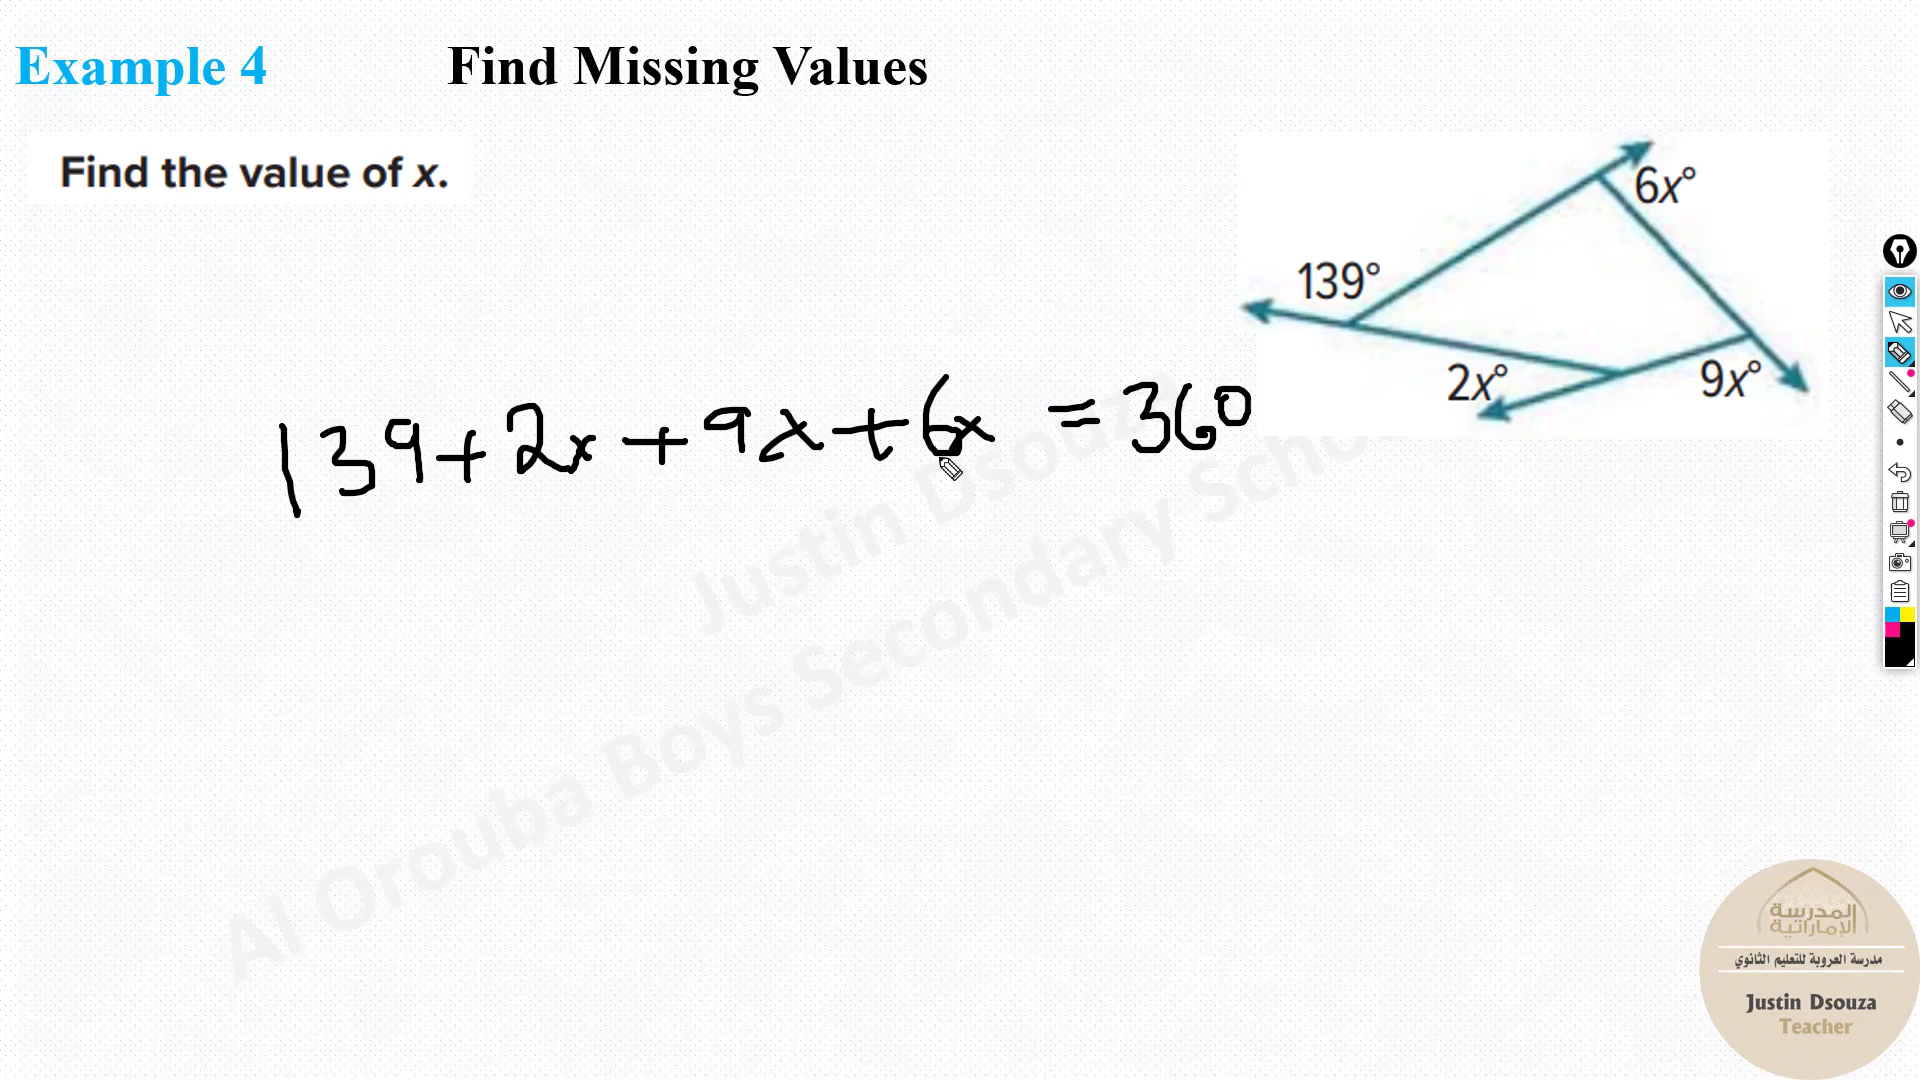 Example 4 Find Missing Values
Find the value of x.
6x°
139°
2x°
9x°
139+2x+9x+6x =360
Justin Dsouza
Al Orouba Boys Secondary Scho
المدرسة
الإماراتية
مدرسة العروبة للتعليم الثانوي
Justin Dsouza
Teacher